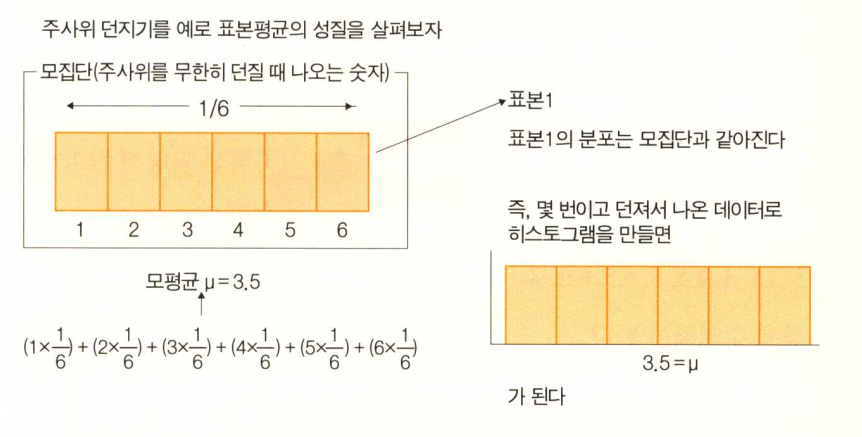 주사위 던지기를 예로 표본평균의 성질을 살펴보자
모집단(주사위를 무한히 던질 때 나오는 숫자)
1/6
1 2 3 4 5 6
모평균 μ=3.5
(1×1/6)+(2×1/6)+(3×1/6)+(4×1/6)+(5×1/6)+(6×1/6)
표본1
표본1의 분포는 모집단과 같아진다
즉, 몇 번이고 던져서 나온 데이터로
히스토그램을 만들면
3.5=μ
가 된다